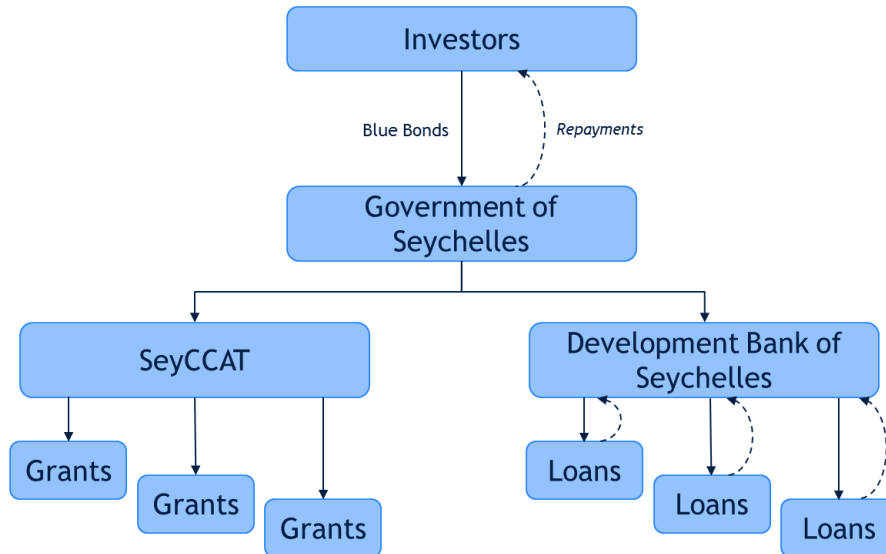 Investors
Blue Bonds
Repayments
Government of
Seychelles
SeyCCAT
Development Bank of
Seychelles
Grants
Grants
Grants
Loans
Loans
Loans